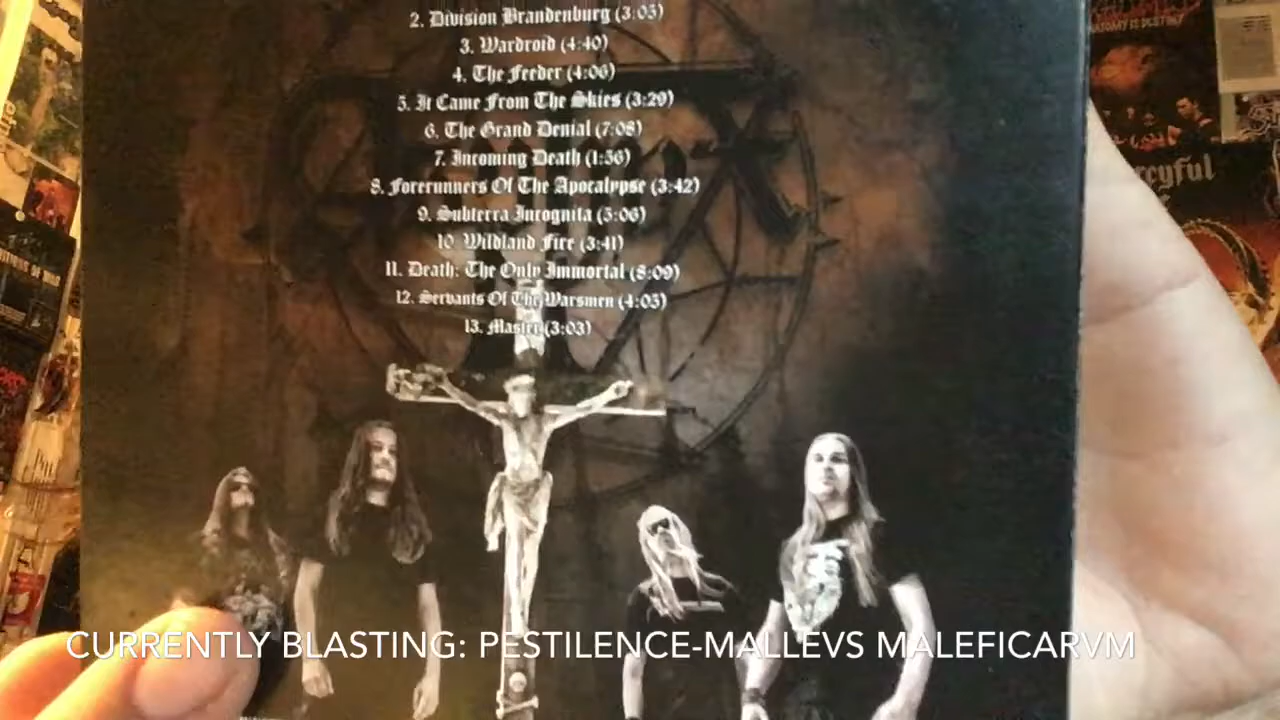 2. Division Brandenburg (3:05)
3. Wardroid (4:40)
4. The Feeder (4:06)
5. It Came From The Skies (3:29)
6. The Grand Denial (7:08)
7. Incoming Death (1:56)
8. Forerunners Of The Apocalypse (3:42)
9. Subterra Incognita (5:06)
10. Wildland Fire (3:41)
11. Death: The Only Immortal (8:09)
12. Servants Of The Warsmen (4:05)
13. Master (3:03)
CURRENTLY BLASTING: PESTILENCE-MALLEVS MALEFICARVM